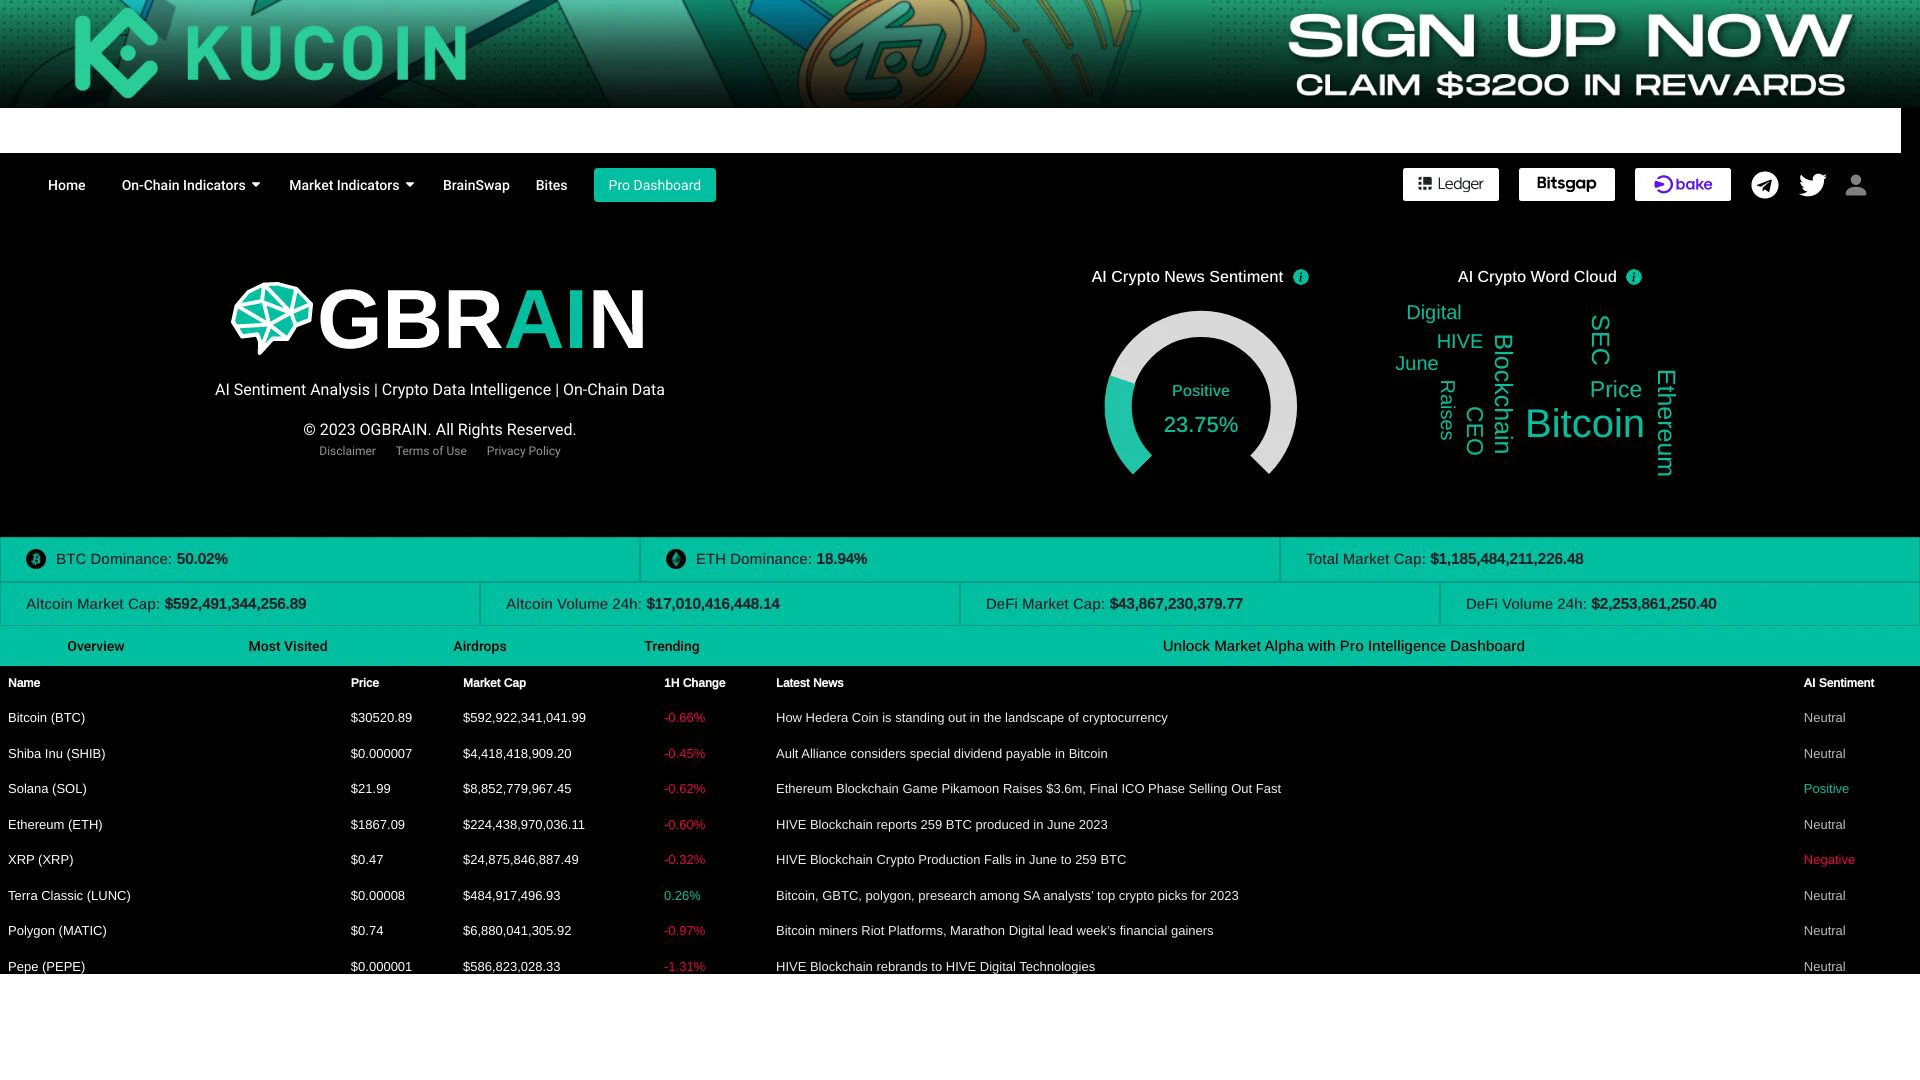 KUCOIN
SIGN UP NOW
CLAIM $3200 IN REWARDS
Home On-Chain Indicators Market Indicators BrainSwap Bites Pro Dashboard Ledger Bitsgap bake
OGBRAIN
AI Sentiment Analysis | Crypto Data Intelligence | On-Chain Data
© 2023 OGBRAIN. All Rights Reserved.
Disclaimer Terms of Use Privacy Policy
AI Crypto News Sentiment
Positive
23.75%
AI Crypto Word Cloud
Digital
HIVE
June
Raises
CEO
Blockchain
SEC
Price
Bitcoin
Ethereum
BTC Dominance: 50.02% ETH Dominance: 18.94% Total Market Cap: $1,185,484,211,226.48
Altcoin Market Cap: $592,491,344,256.89 Altcoin Volume 24h: $17,010,416,448.14 DeFi Market Cap: $43,867,230,379.77 DeFi Volume 24h: $2,253,861,250.40
Overview Most Visited Airdrops Trending Unlock Market Alpha with Pro Intelligence Dashboard
Name Price Market Cap 1H Change Latest News AI Sentiment
Bitcoin (BTC) $30520.89 $592,922,341,041.99 -0.66% How Hedera Coin is standing out in the landscape of cryptocurrency Neutral
Shiba Inu (SHIB) $0.000007 $4,418,418,909.20 -0.45% Ault Alliance considers special dividend payable in Bitcoin Neutral
Solana (SOL) $21.99 $8,852,779,967.45 -0.62% Ethereum Blockchain Game Pikamoon Raises $3.6m, Final ICO Phase Selling Out Fast Positive
Ethereum (ETH) $1867.09 $224,438,970,036.11 -0.60% HIVE Blockchain reports 259 BTC produced in June 2023 Neutral
XRP (XRP) $0.47 $24,875,846,887.49 -0.32% HIVE Blockchain Crypto Production Falls in June to 259 BTC Negative
Terra Classic (LUNC) $0.00008 $484,917,496.93 0.26% Bitcoin, GBTC, polygon, presearch among SA analysts' top crypto picks for 2023 Neutral
Polygon (MATIC) $0.74 $6,880,041,305.92 -0.97% Bitcoin miners Riot Platforms, Marathon Digital lead week's financial gainers Neutral
Pepe (PEPE) $0.000001 $586,823,028.33 -1.31% HIVE Blockchain rebrands to HIVE Digital Technologies Neutral